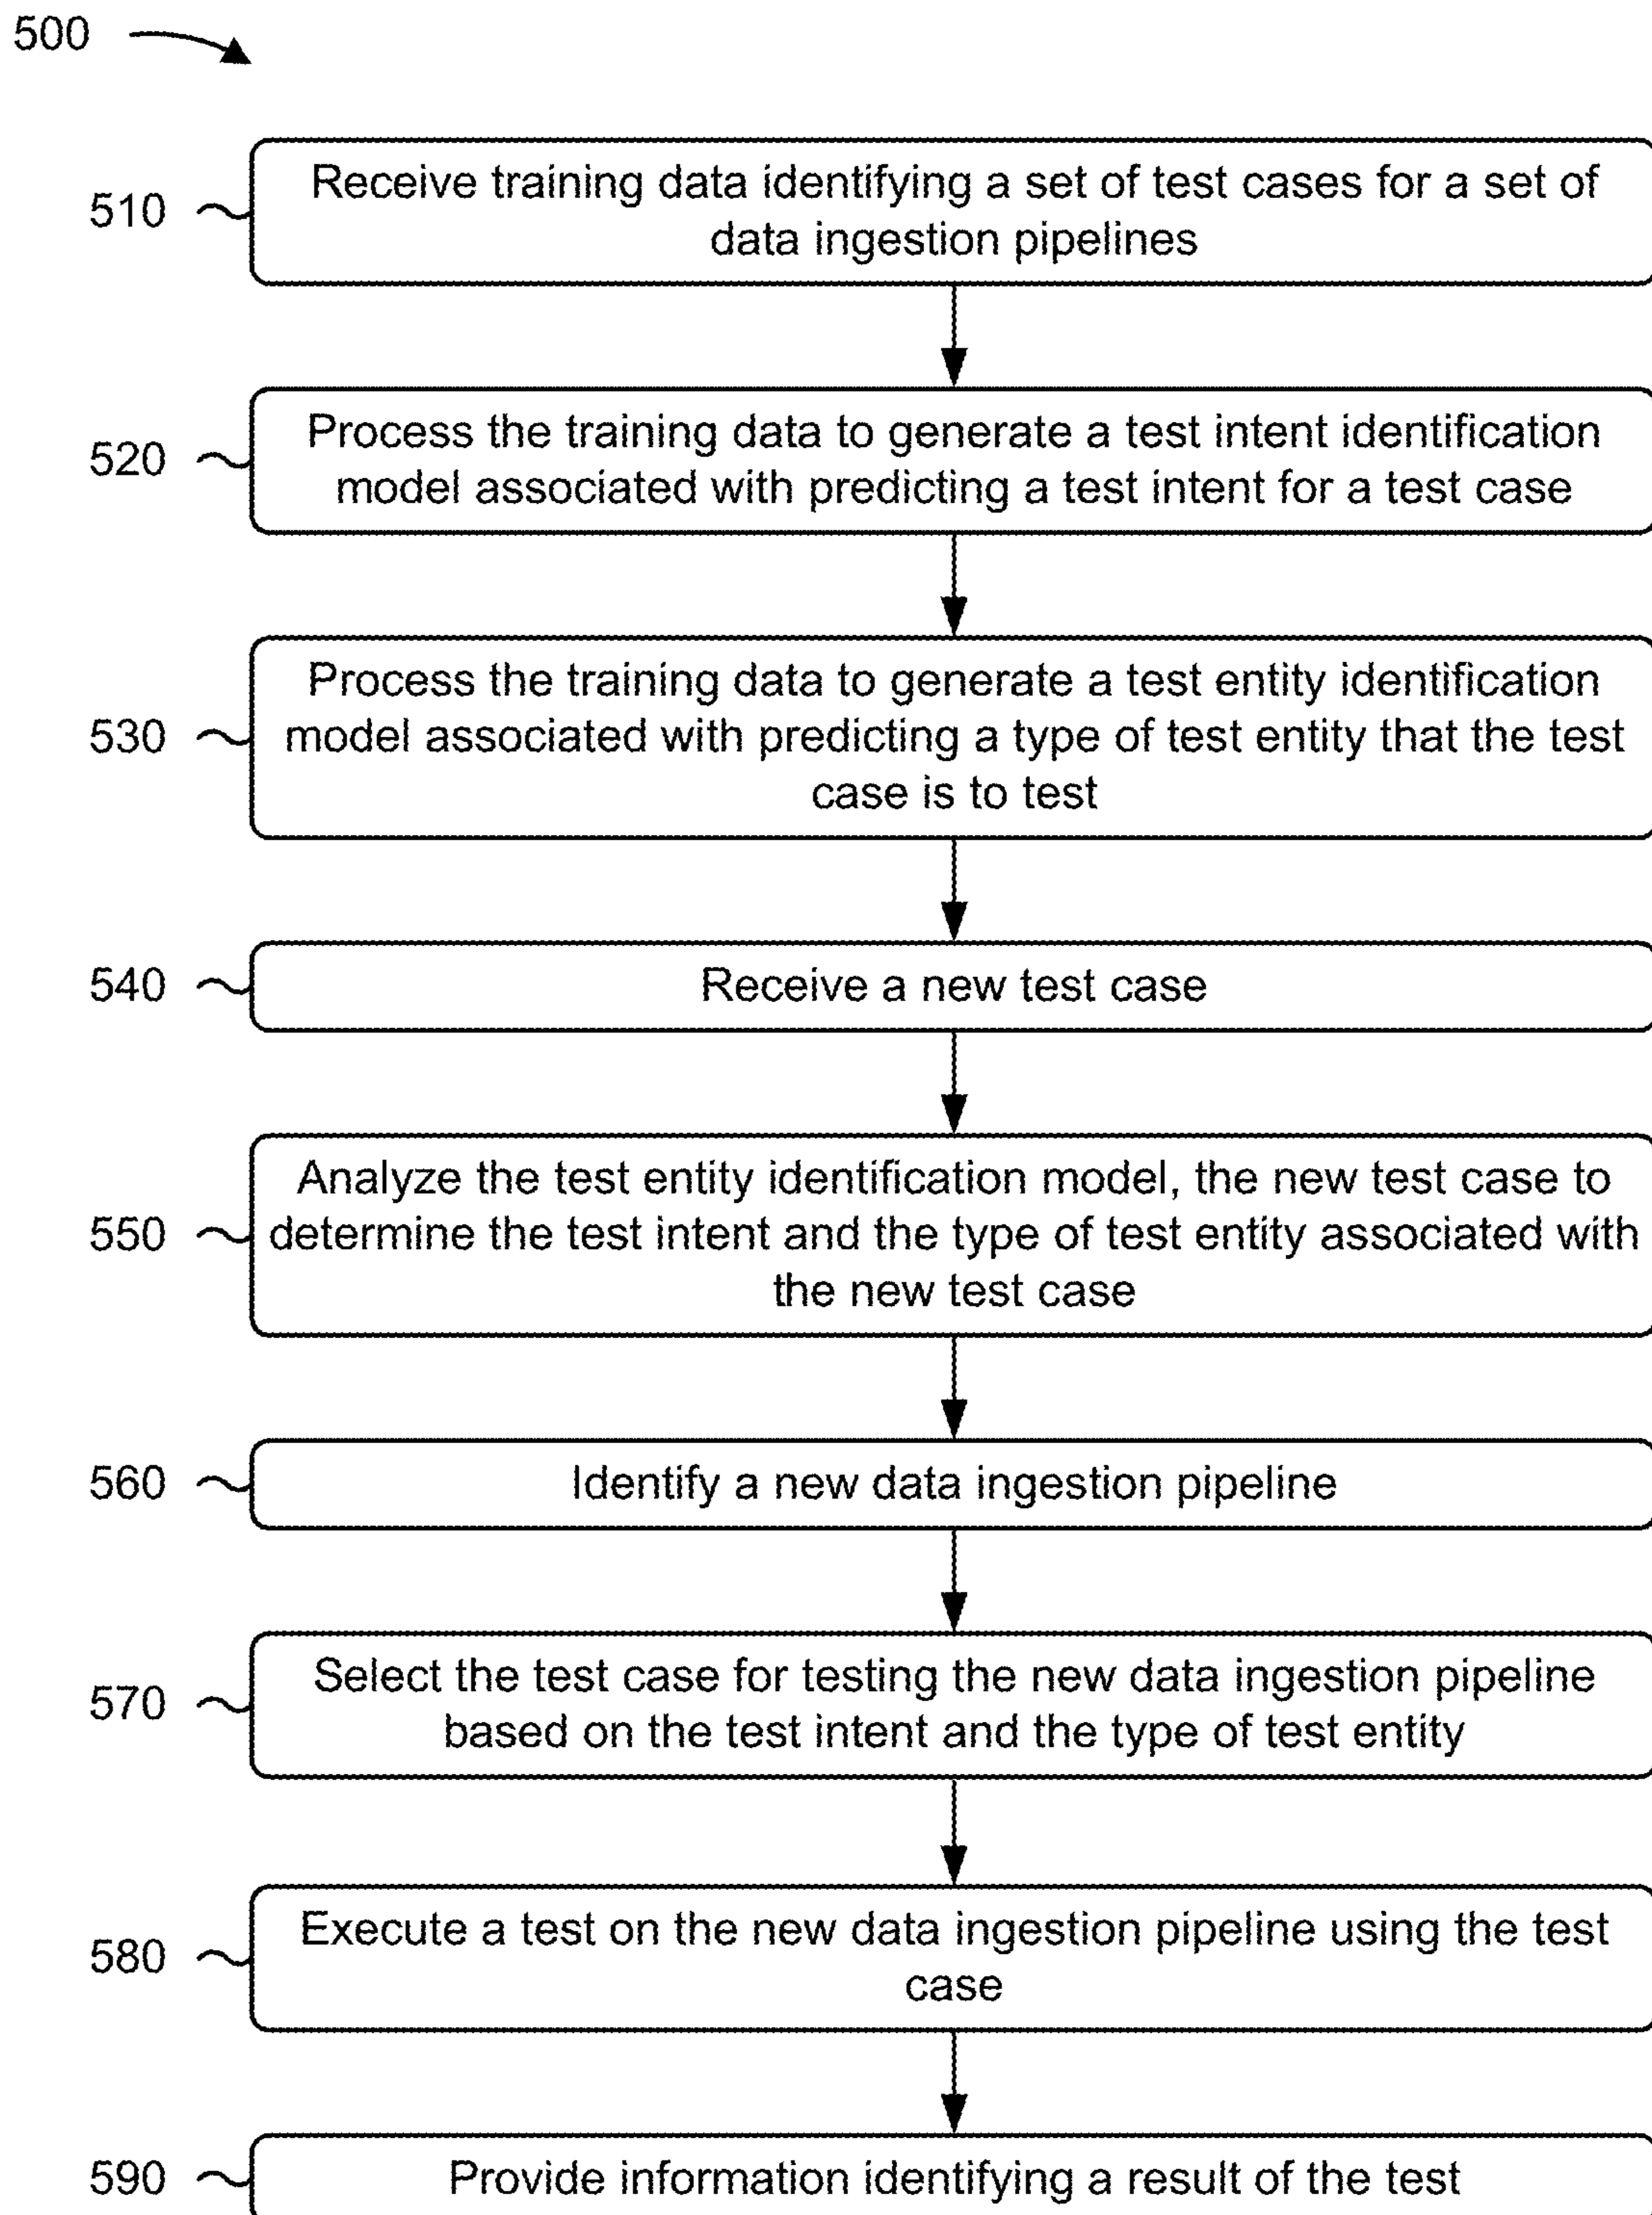 500
510
Receive training data identifying a set of test cases for a set of
data ingestion pipelines
520
Process the training data to generate a test intent identification
model associated with predicting a test intent for a test case
530
Process the training data to generate a test entity identification
model associated with predicting a type of test entity that the test
case is to test
540
Receive a new test case
550
Analyze the test entity identification model, the new test case to
determine the test intent and the type of test entity associated with
the new test case
560
Identify a new data ingestion pipeline
570
Select the test case for testing the new data ingestion pipeline
based on the test intent and the type of test entity
580
Execute a test on the new data ingestion pipeline using the test
case
590
Provide information identifying a result of the test